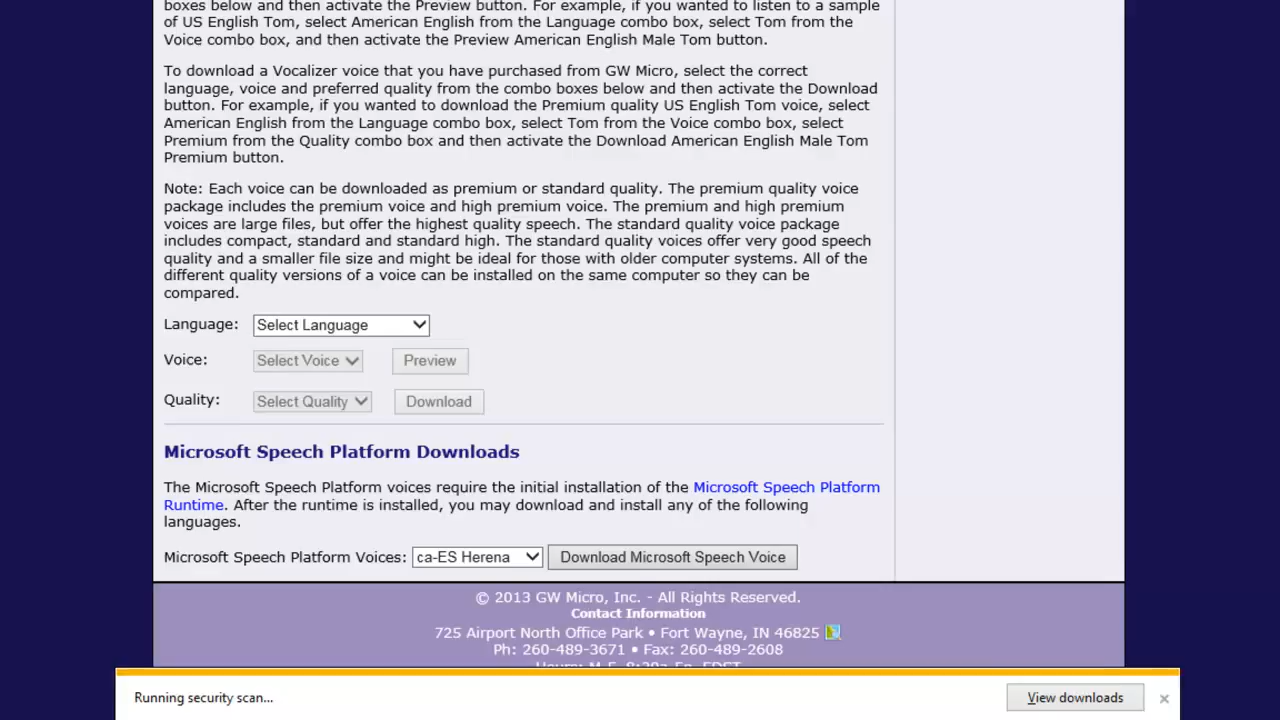 boxes below and then activate the Preview button. For example, if you wanted to listen to a sample
of US English Tom, select American English from the Language combo box, select Tom from the
Voice combo box, and then activate the Preview American English Male Tom button.
To download a Vocalizer voice that you have purchased from GW Micro, select the correct
language, voice and preferred quality from the combo boxes below and then activate the Download
button. For example, if you wanted to download the Premium quality US English Tom voice, select
American English from the Language combo box, select Tom from the Voice combo box, select
Premium from the Quality combo box and then activate the Download American English Male Tom
Premium button.
Note: Each voice can be downloaded as premium or standard quality. The premium quality voice
package includes the premium voice and high premium voice. The premium and high premium
voices are large files, but offer the highest quality speech. The standard quality voice package
includes compact, standard and standard high. The standard quality voices offer very good speech
quality and a smaller file size and might be ideal for those with older computer systems. All of the
different quality versions of a voice can be installed on the same computer so they can be
compared.
Language: Select Language
Voice: Select Voice Preview
Quality: Select Quality Download
Microsoft Speech Platform Downloads
The Microsoft Speech Platform voices require the initial installation of the Microsoft Speech Platform
Runtime. After the runtime is installed, you may download and install any of the following
languages.
Microsoft Speech Platform Voices: ca-ES Herena Download Microsoft Speech Voice
© 2013 GW Micro, Inc. - All Rights Reserved.
Contact Information
725 Airport North Office Park • Fort Wayne, IN 46825
Ph: 260-489-3671 • Fax: 260-489-2608
Running security scan... View downloads